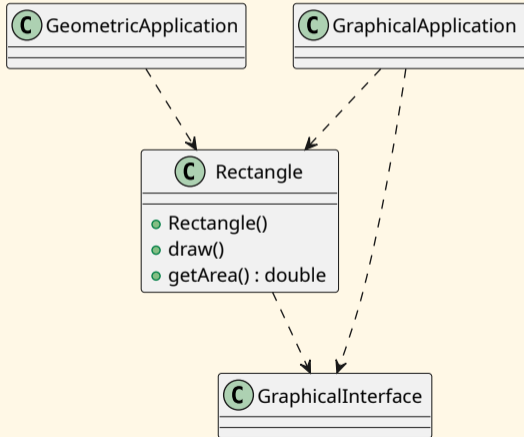 C GeometricApplication
C GraphicalApplication
C Rectangle
Rectangle()
draw()
getArea() : double
C GraphicalInterface